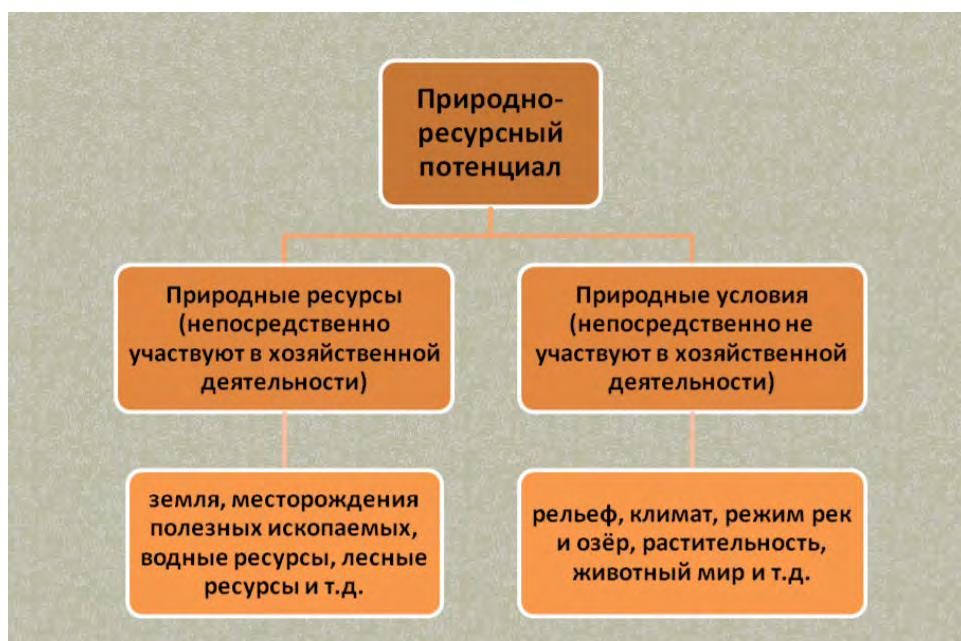 Природно-
ресурсный
потенциал
Природные ресурсы
(непосредственно
участвуют в хозяйственной
деятельности)
Природные условия
(непосредственно не
участвуют в хозяйственной
деятельности)
земля, месторождения
полезных ископаемых,
водные ресурсы, лесные
ресурсы и т.д.
рельеф, климат, режим рек
и озёр, растительность,
животный мир и т.д.